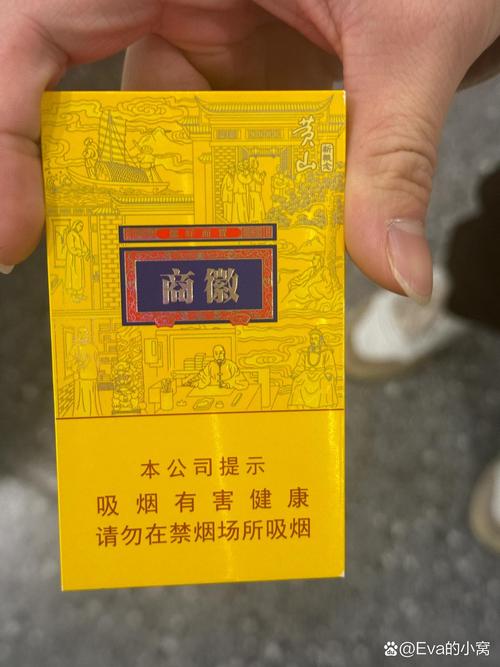 黄山
新概念
商徽
本公司提示
吸烟有害健康
请勿在禁烟场所吸烟
@Eva的小窝